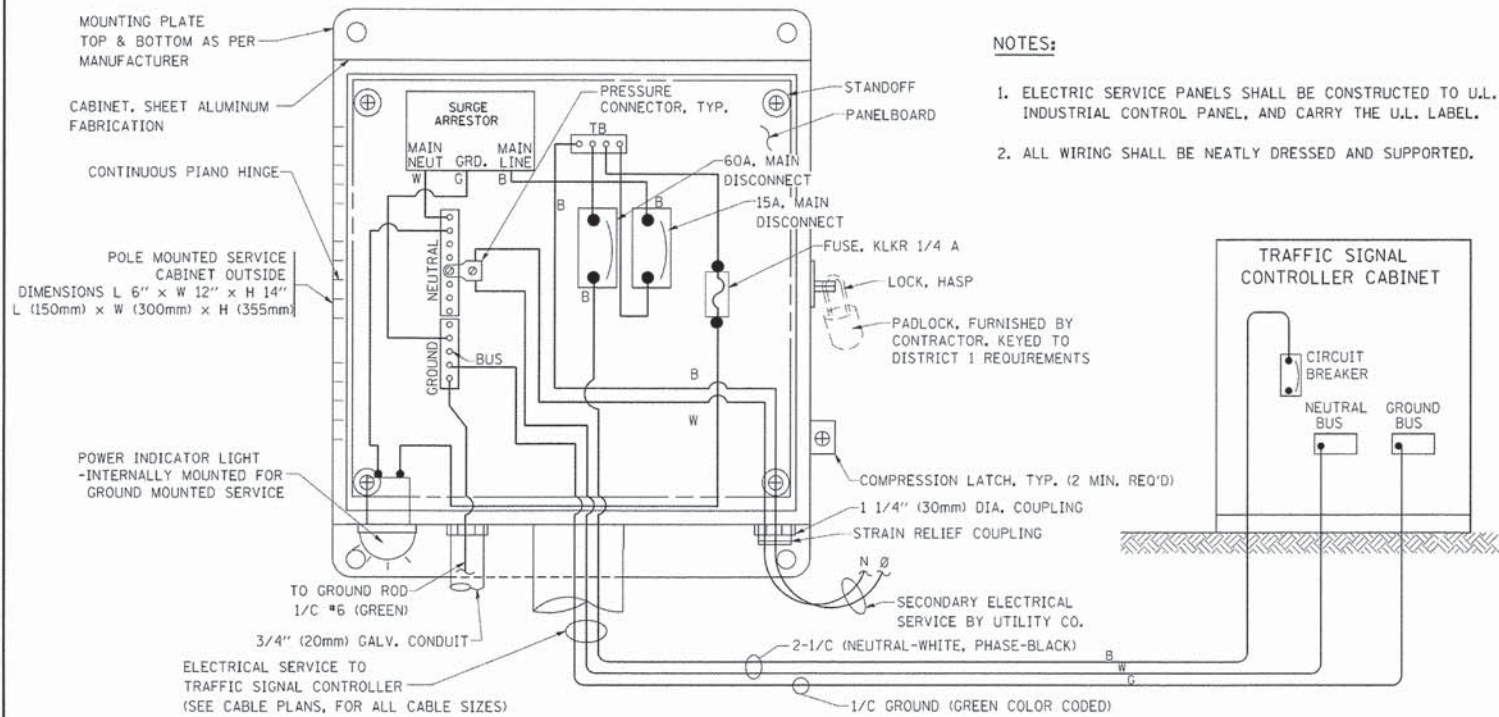 MOUNTING PLATE
TOP & BOTTOM AS PER
MANUFACTURER
CABINET, SHEET ALUMINUM
FABRICATION
CONTINUOUS PIANO HINGE
POLE MOUNTED SERVICE
CABINET OUTSIDE
DIMENSIONS L 6" x W 12" x H 14"
L (150mm) x W (300mm) x H (355mm)
POWER INDICATOR LIGHT
-INTERNALLY MOUNTED FOR
GROUND MOUNTED SERVICE
SURGE
ARRESTOR
MAIN
NEUT
GRD.
MAIN
LINE
W
G
B
PRESSURE
CONNECTOR, TYP.
TB
STANDOFF
PANELBOARD
60A, MAIN
DISCONNECT
15A, MAIN
DISCONNECT
B
B
B
FUSE, KLKR 1/4 A
NEUTRAL
GROUND
BUS
LOCK, HASP
PADLOCK, FURNISHED BY
CONTRACTOR, KEYED TO
DISTRICT 1 REQUIREMENTS
B
W
COMPRESSION LATCH, TYP. (2 MIN. REQ'D)
1 1/4" (30mm) DIA. COUPLING
STRAIN RELIEF COUPLING
N Ø
SECONDARY ELECTRICAL
SERVICE BY UTILITY CO.
TO GROUND ROD
1/C #6 (GREEN)
3/4" (20mm) GALV. CONDUIT
ELECTRICAL SERVICE TO
TRAFFIC SIGNAL CONTROLLER
(SEE CABLE PLANS, FOR ALL CABLE SIZES)
2-1/C (NEUTRAL-WHITE, PHASE-BLACK)
B
W
G
1/C GROUND (GREEN COLOR CODED)
NOTES:
1. ELECTRIC SERVICE PANELS SHALL BE CONSTRUCTED TO U.L.
INDUSTRIAL CONTROL PANEL, AND CARRY THE U.L. LABEL.
2. ALL WIRING SHALL BE NEATLY DRESSED AND SUPPORTED.
TRAFFIC SIGNAL
CONTROLLER CABINET
CIRCUIT
BREAKER
NEUTRAL
BUS
GROUND
BUS